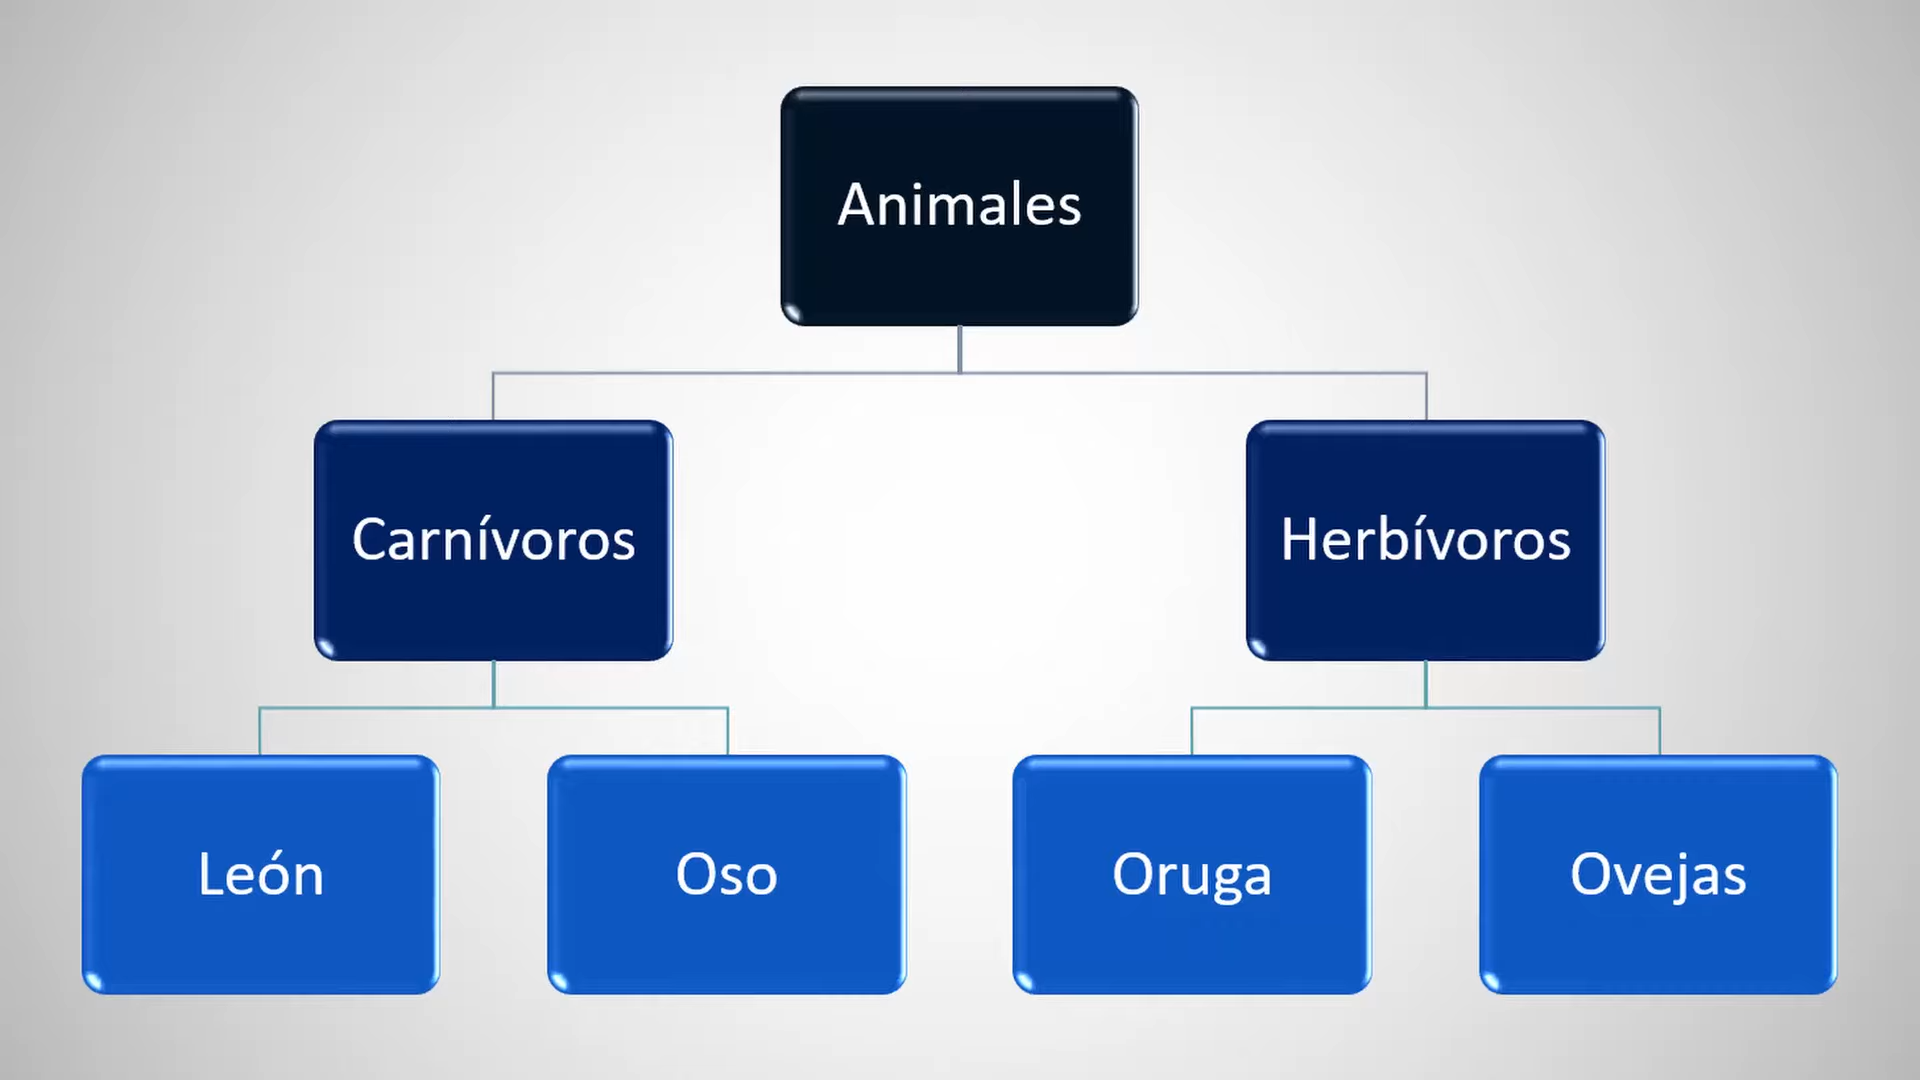 Animales
Carnívoros
Herbívoros
León
Oso
Oruga
Ovejas